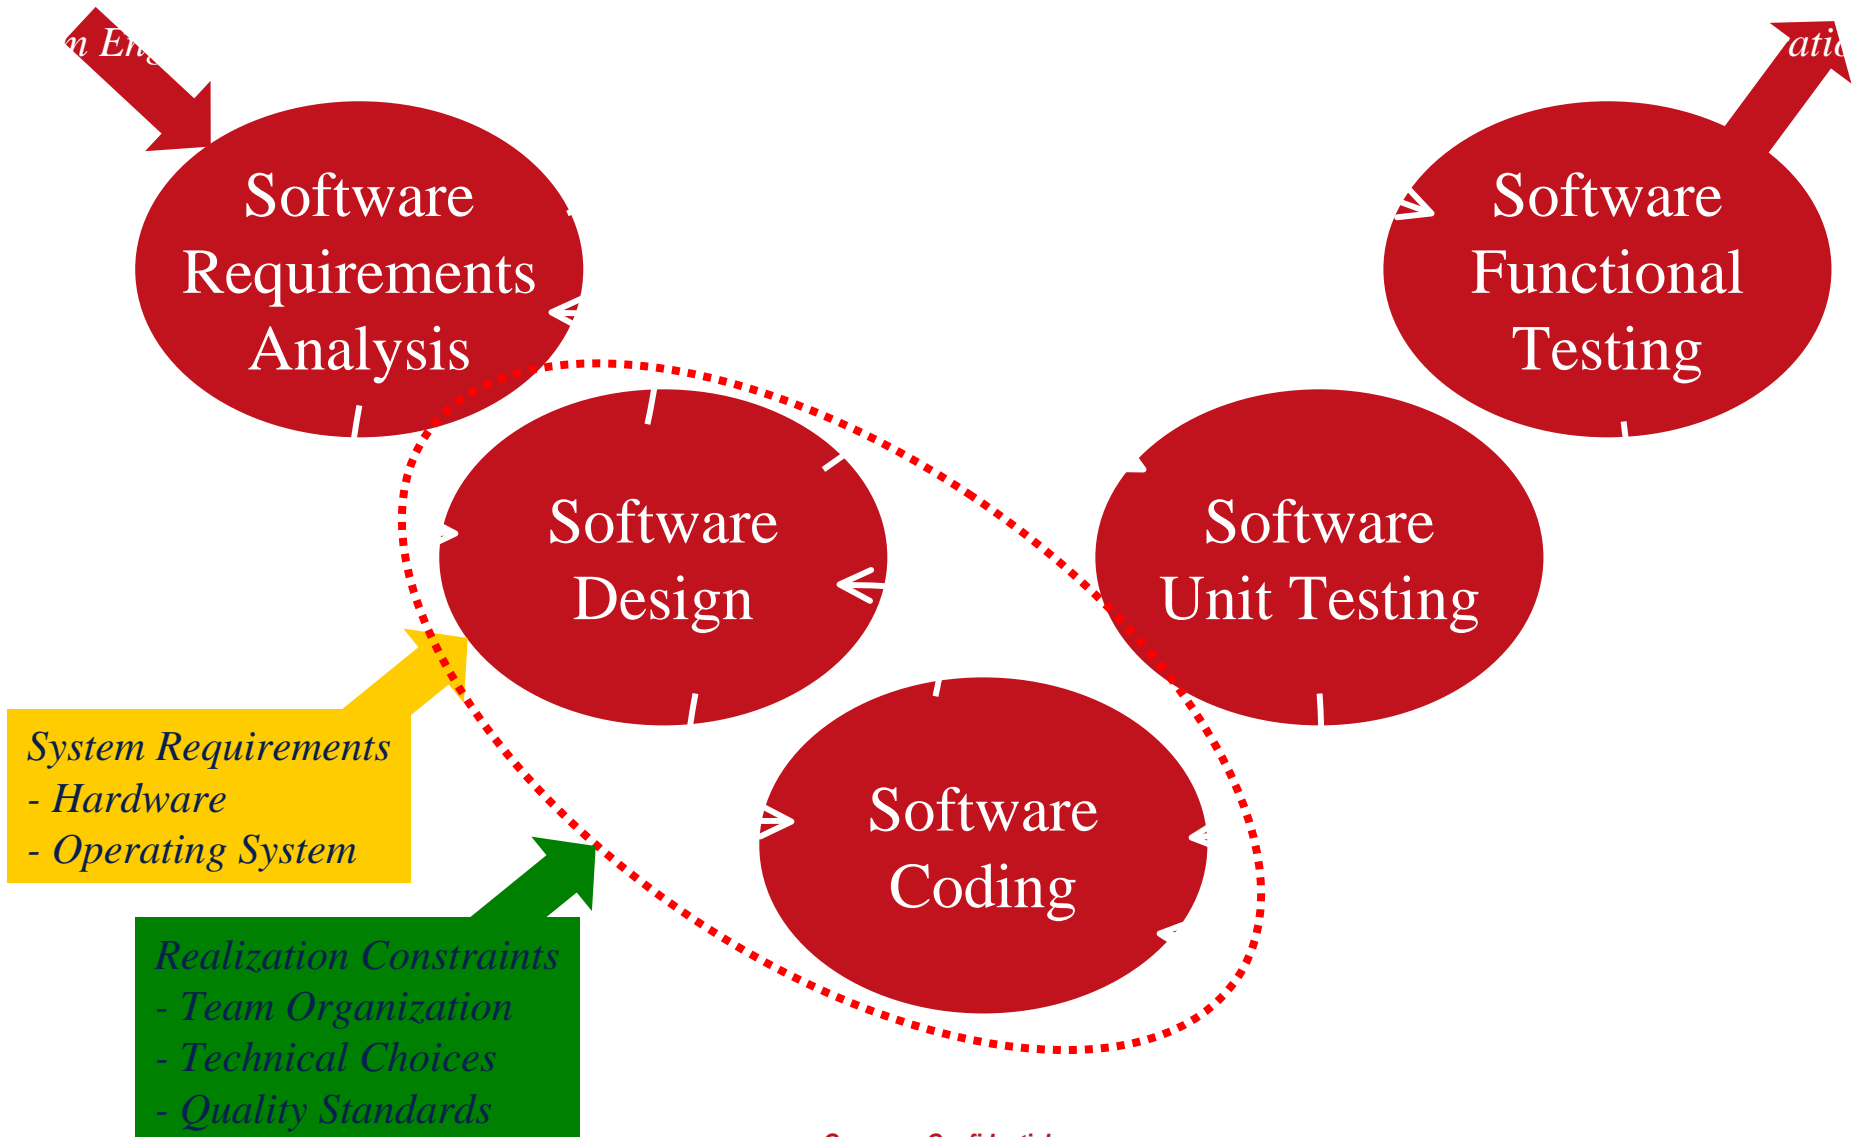 Software
Requirements
Analysis
Software
Functional
Testing
Software
Design
Software
Unit Testing
System Requirements
- Hardware
- Operating System
Software
Coding
Realization Constraints
- Team Organization
- Technical Choices
- Quality Standards